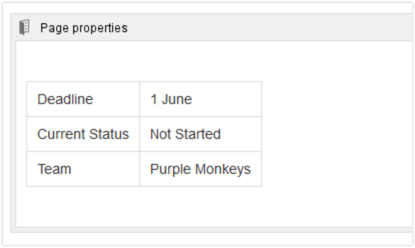 Page properties
Deadline 1 June
Current Status Not Started
Team Purple Monkeys